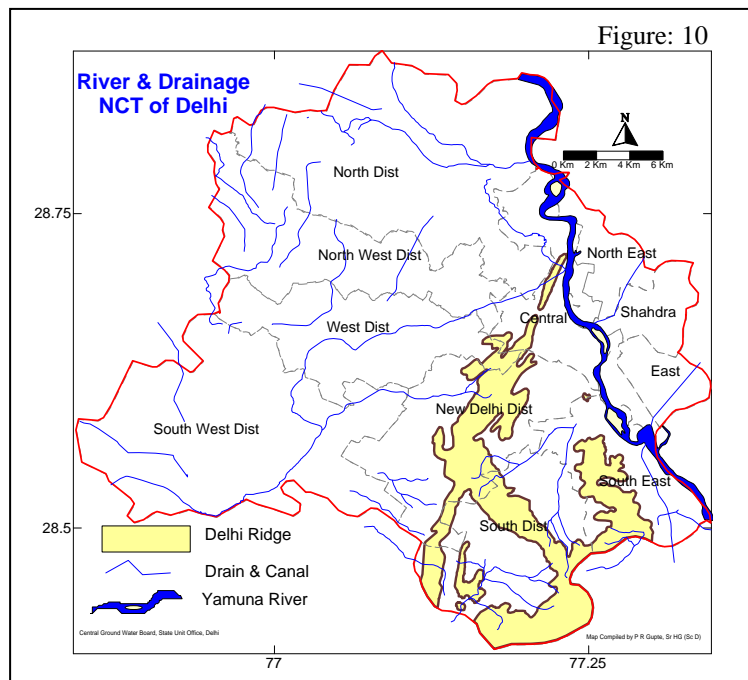 Figure: 10
River & Drainage
NCT of Delhi
N
0 Km 2 Km 4 Km 6 Km
North Dist
28.75
North East
North West Dist
Shahdra
Central
West Dist
East
New Delhi Dist
South West Dist
South East
28.5
South Dist
Delhi Ridge
Drain & Canal
Yamuna River
Central Ground Water Board, State Unit Office, Delhi
Map Compiled by P R Gupte, Sr HG (Sc D)
77
77.25